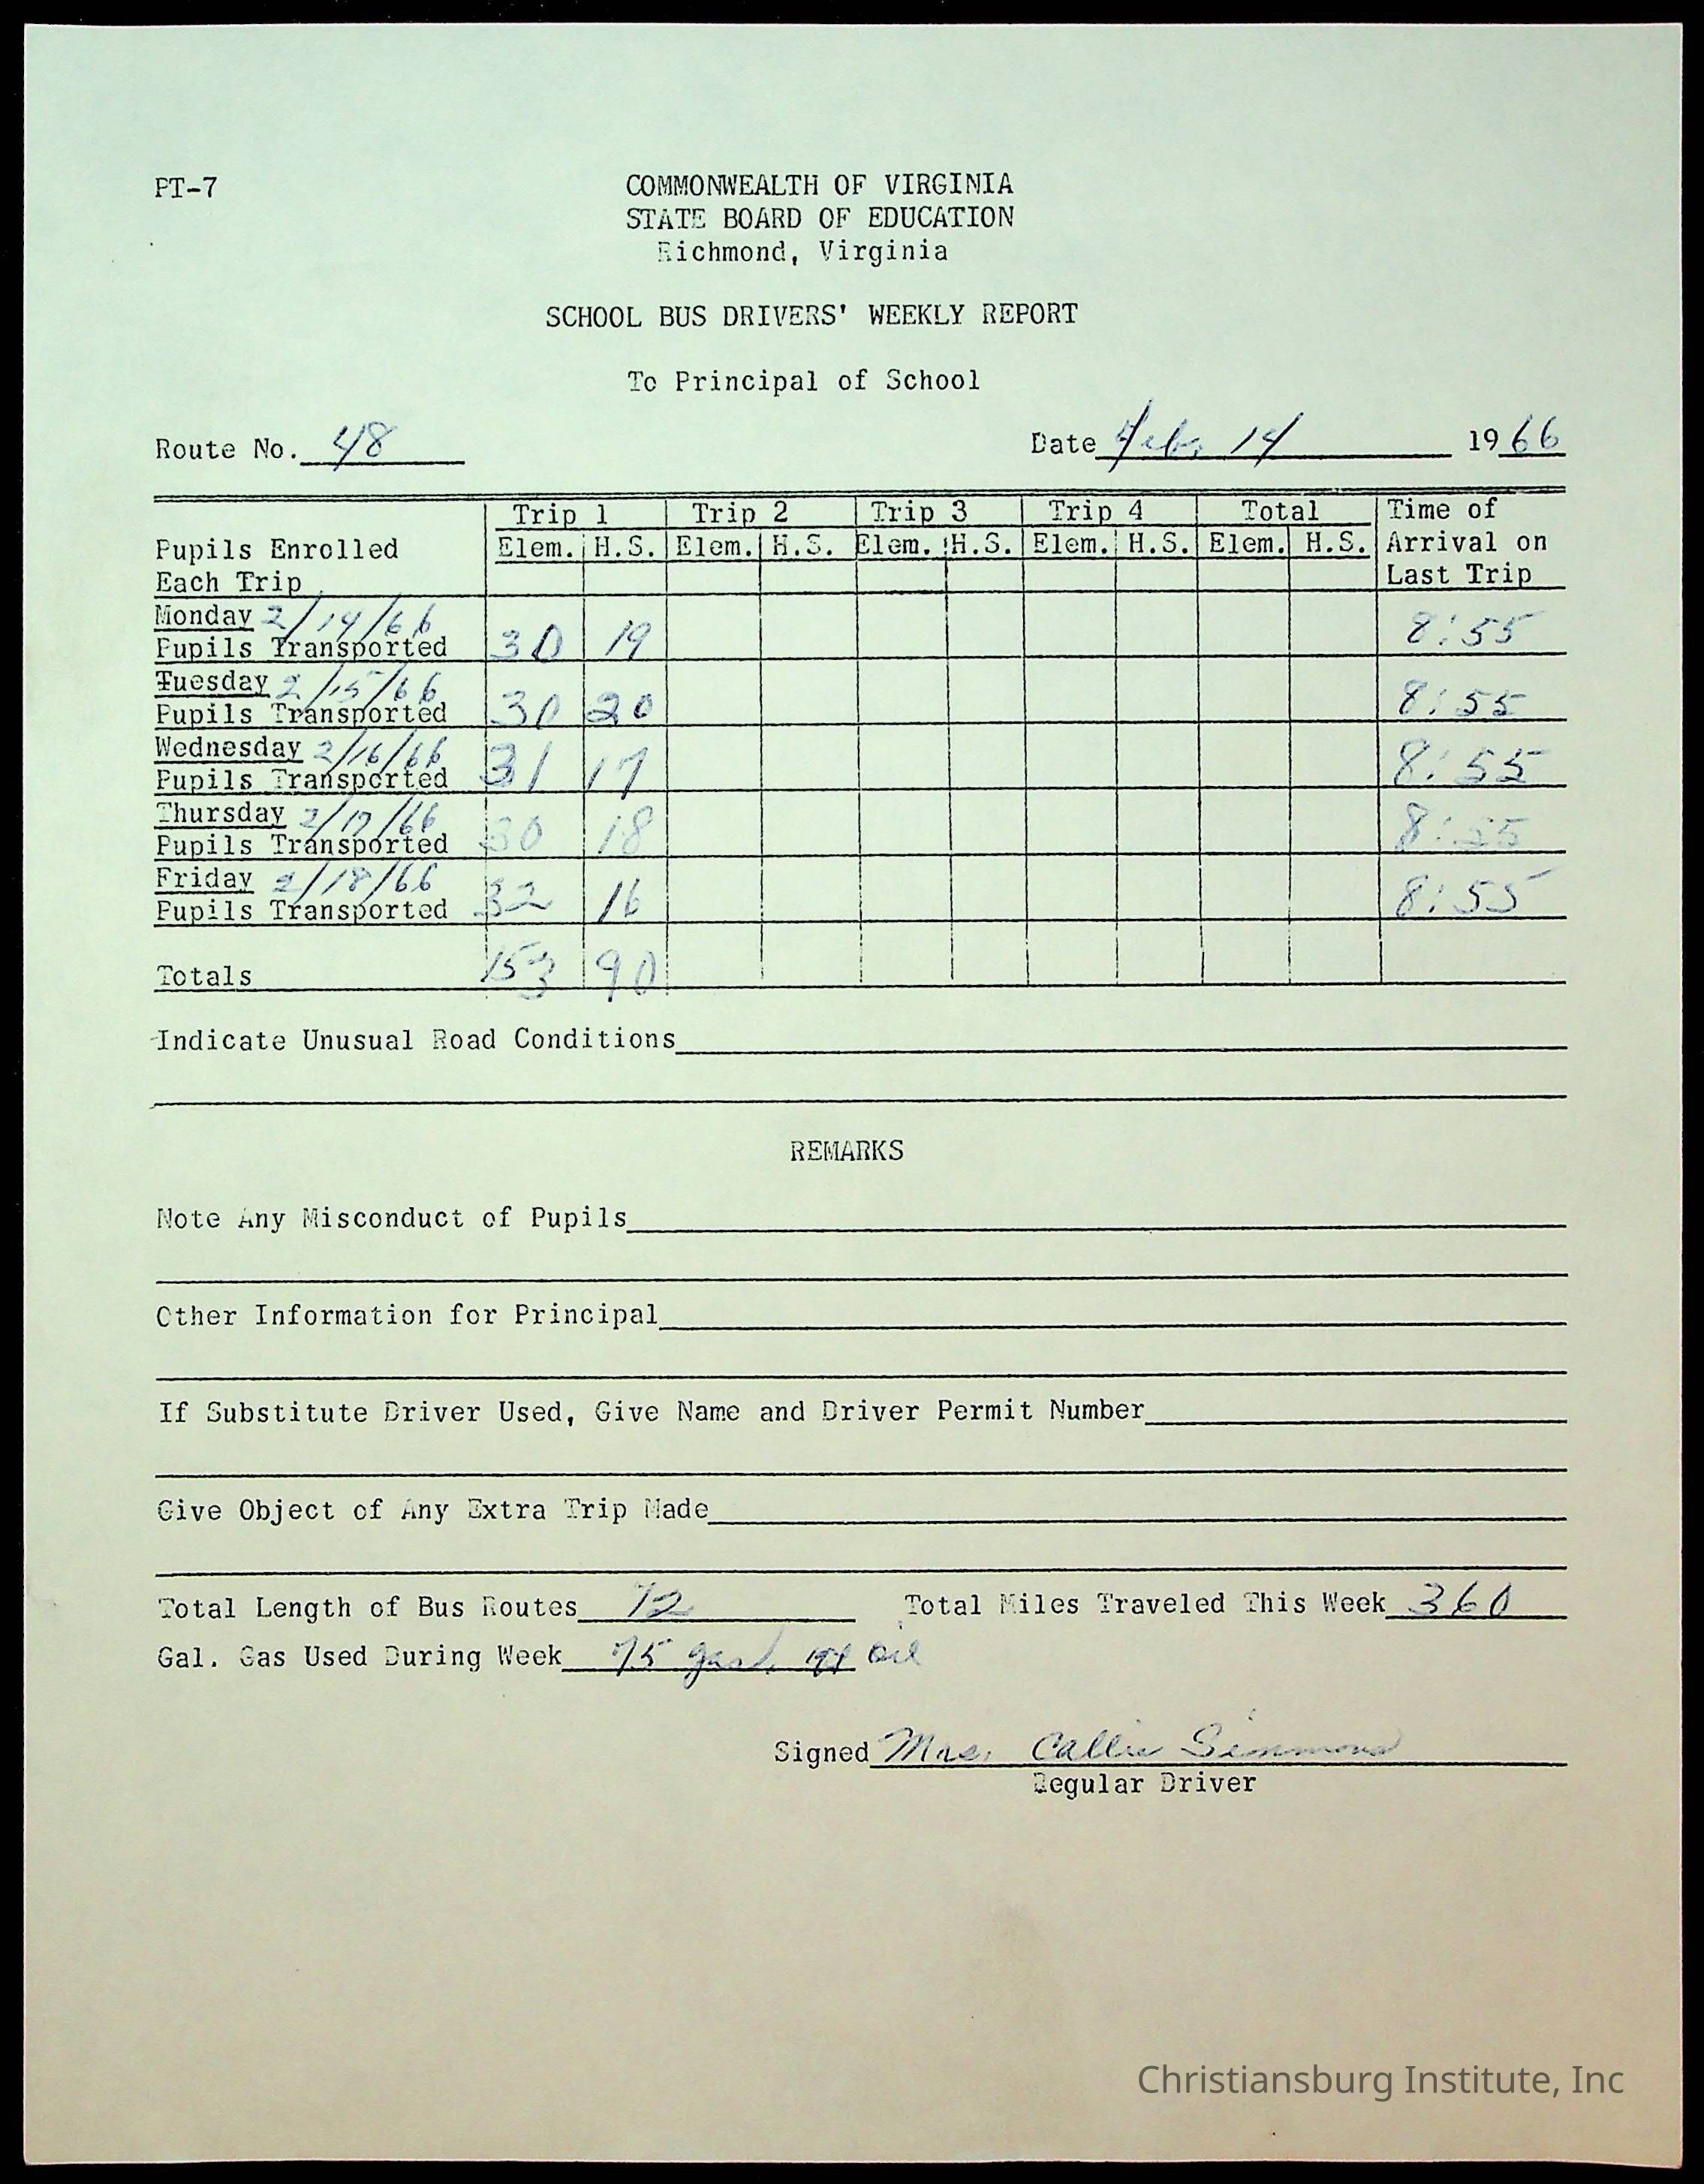 PT-7
COMMONWEALTH OF VIRGINIA
STATE BOARD OF EDUCATION
Richmond, Virginia
SCHOOL BUS DRIVERS' WEEKLY REPORT
To Principal of School
Route No. 48 Date Feb. 14 1966
Trip 1 Trip 2 Trip 3 Trip 4 Total Time of
Pupils Enrolled Elem. H.S. Elem. H.S. Elem. H.S. Elem. H.S. Elem. H.S. Arrival on
Each Trip Last Trip
Monday 2/14/66
Pupils Transported 30 19 8:55
Tuesday 2/15/66
Pupils Transported 30 20 8:55
Wednesday 2/16/66
Pupils Transported 31 17 8:55
Thursday 2/17/66
Pupils Transported 30 18 8:55
Friday 2/18/66
Pupils Transported 32 16 8:55
Totals 153 90
Indicate Unusual Road Conditions
REMARKS
Note Any Misconduct of Pupils
Other Information for Principal
If Substitute Driver Used, Give Name and Driver Permit Number
Give Object of Any Extra Trip Made
Total Length of Bus Routes 72 Total Miles Traveled This Week 360
Gal. Gas Used During Week 75 gas, 1qt oil
Signed Mrs. Callie Simmons
Regular Driver
Christiansburg Institute, Inc